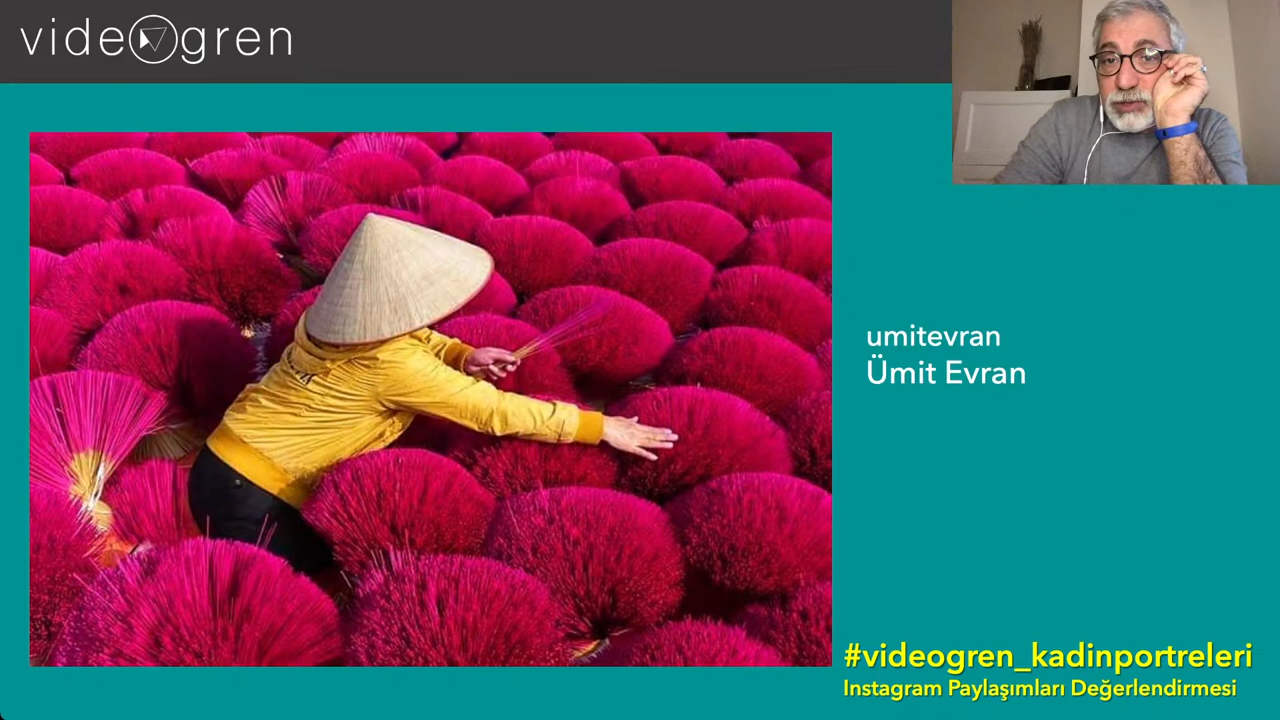 videogren
umitevran
Ümit Evran
#videogren_kadinportreleri
Instagram Paylaşımları Değerlendirmesi